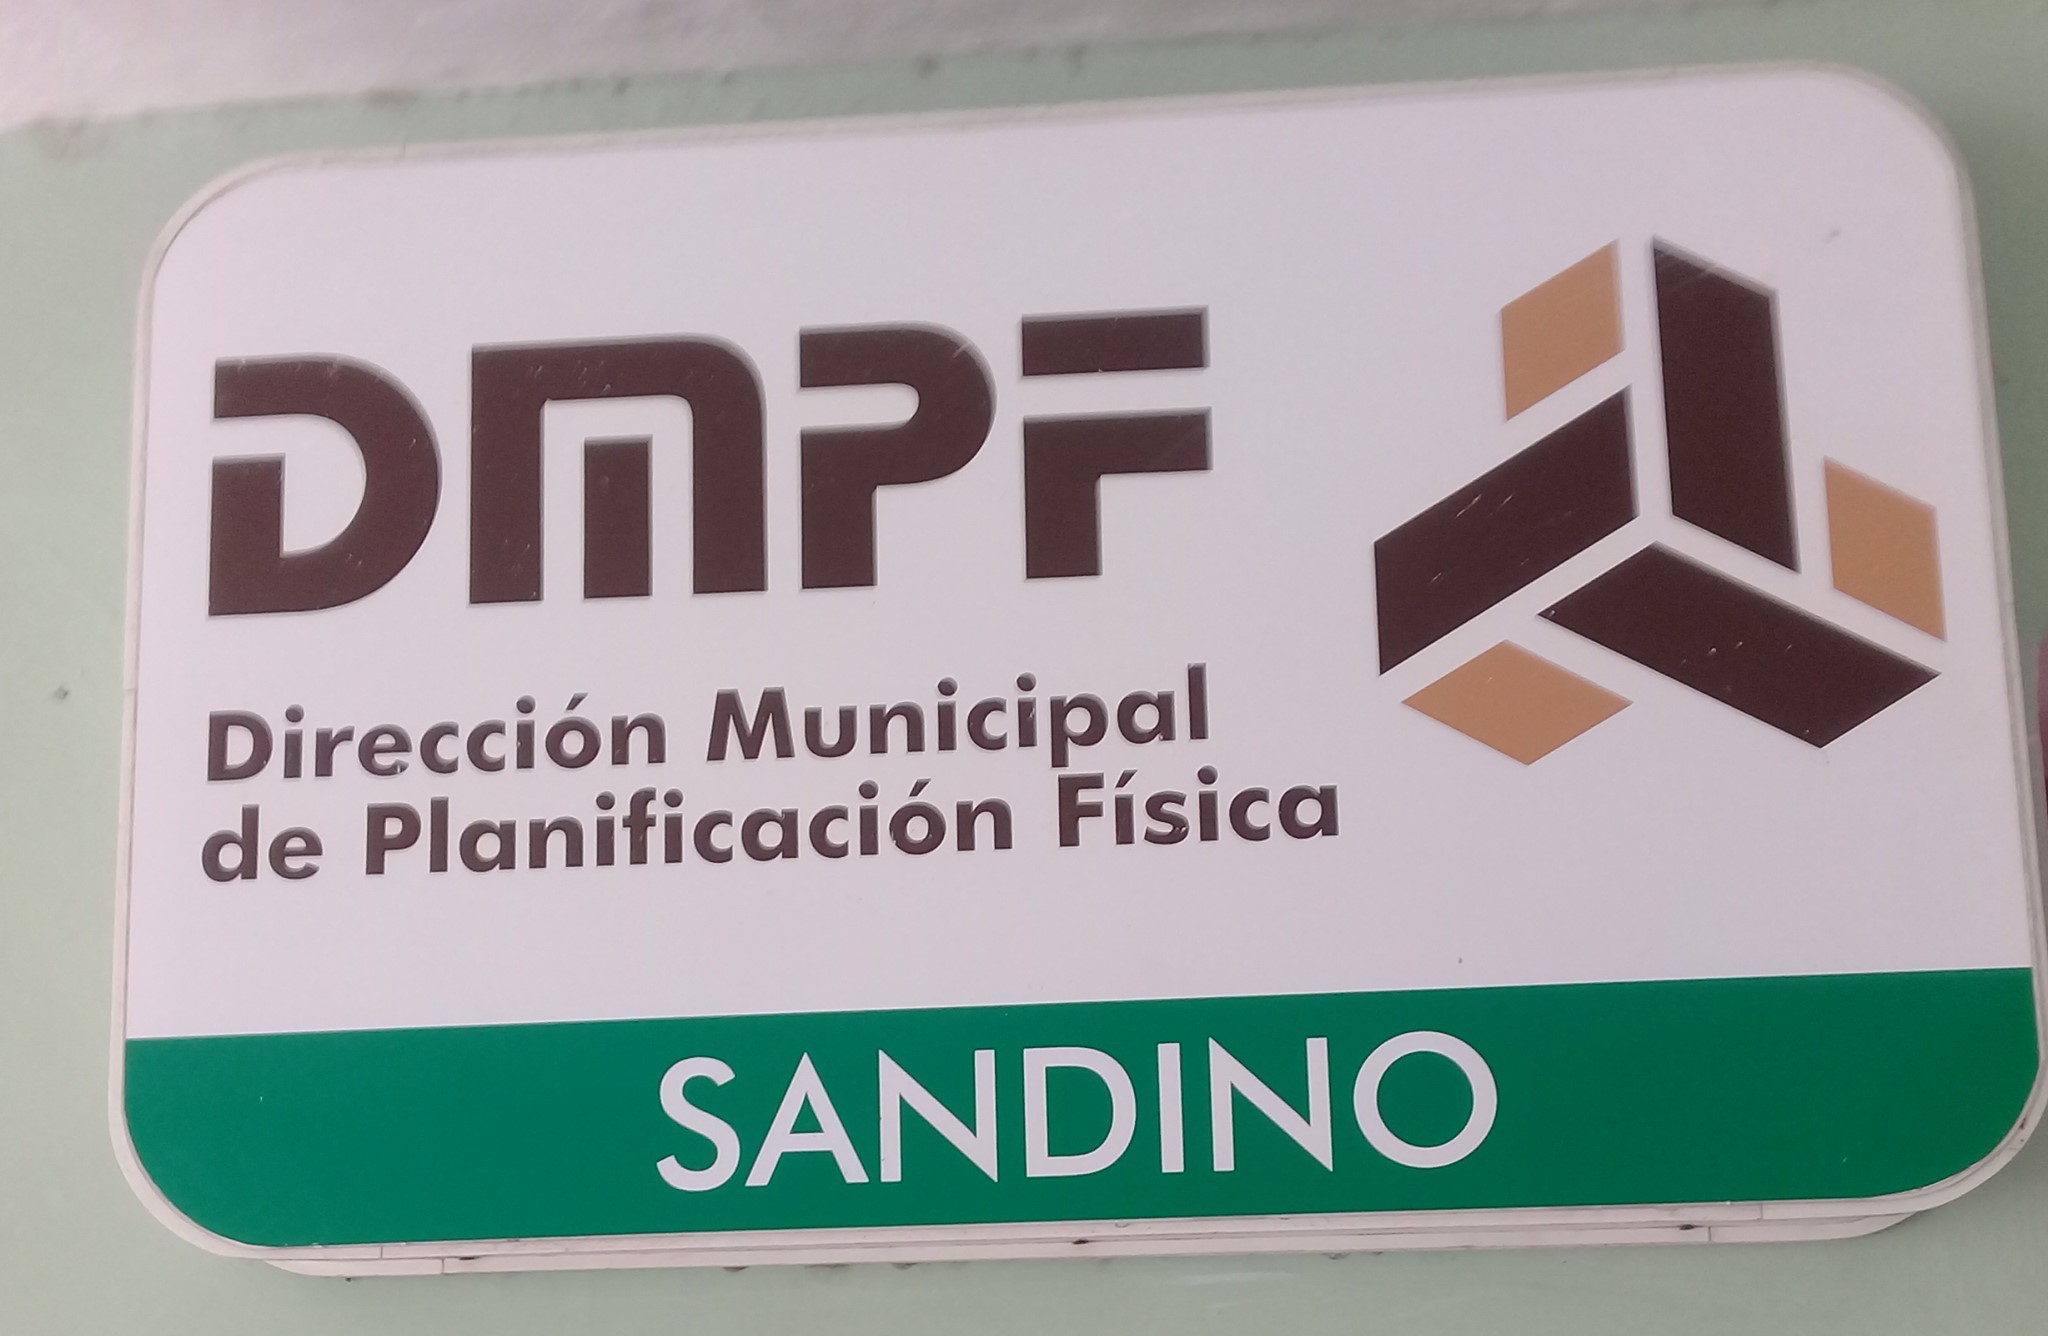 DMPF
Dirección Municipal
de Planificación Física
SANDINO